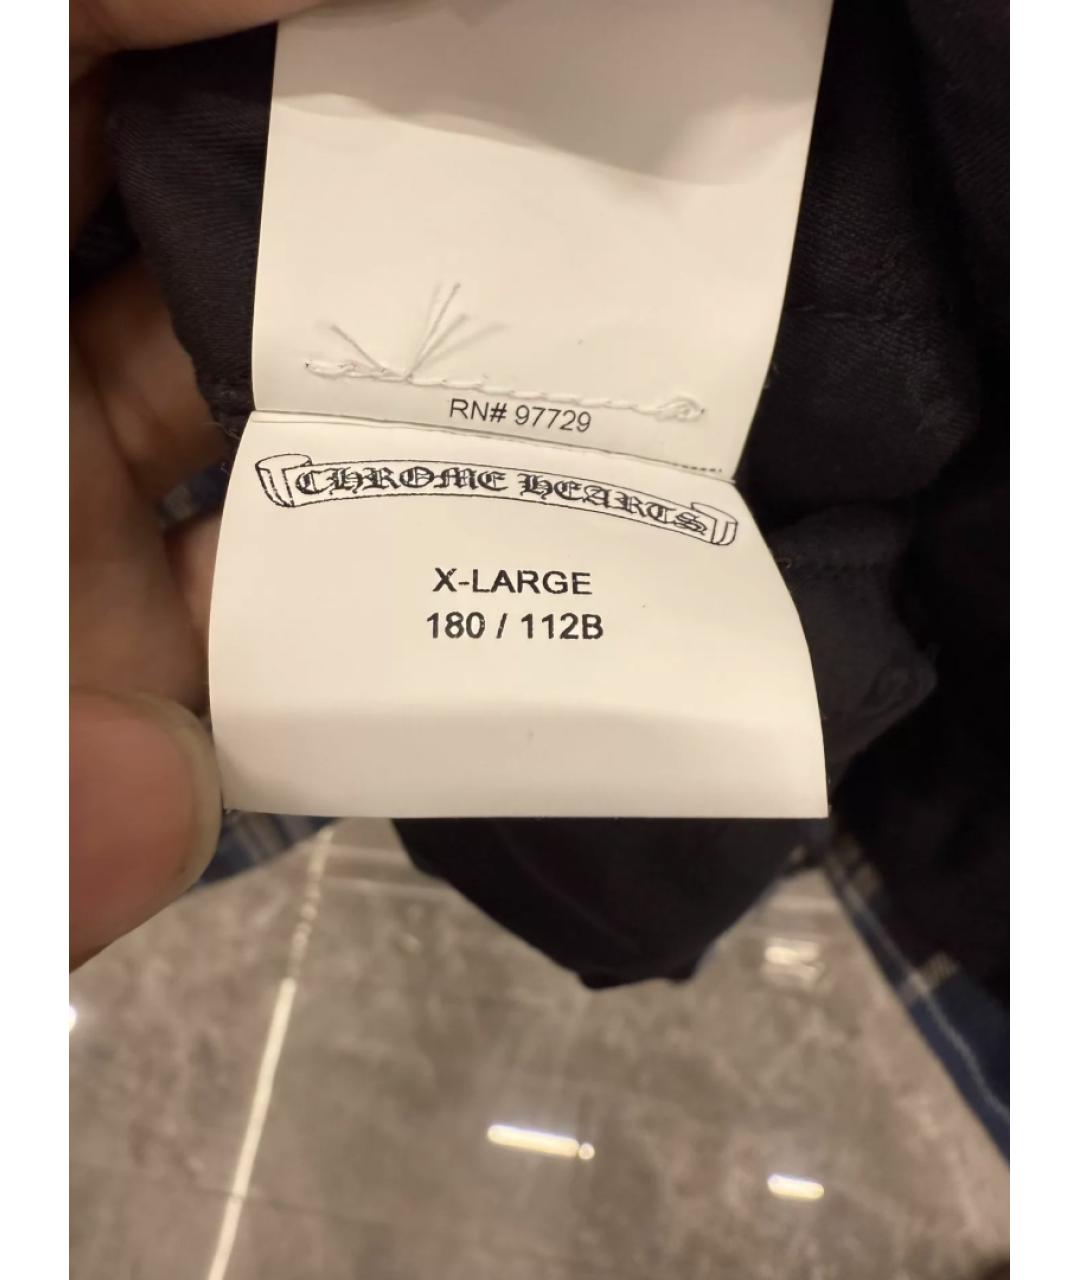 RN# 97729
CHROME HEARTS
X-LARGE
180 / 112B